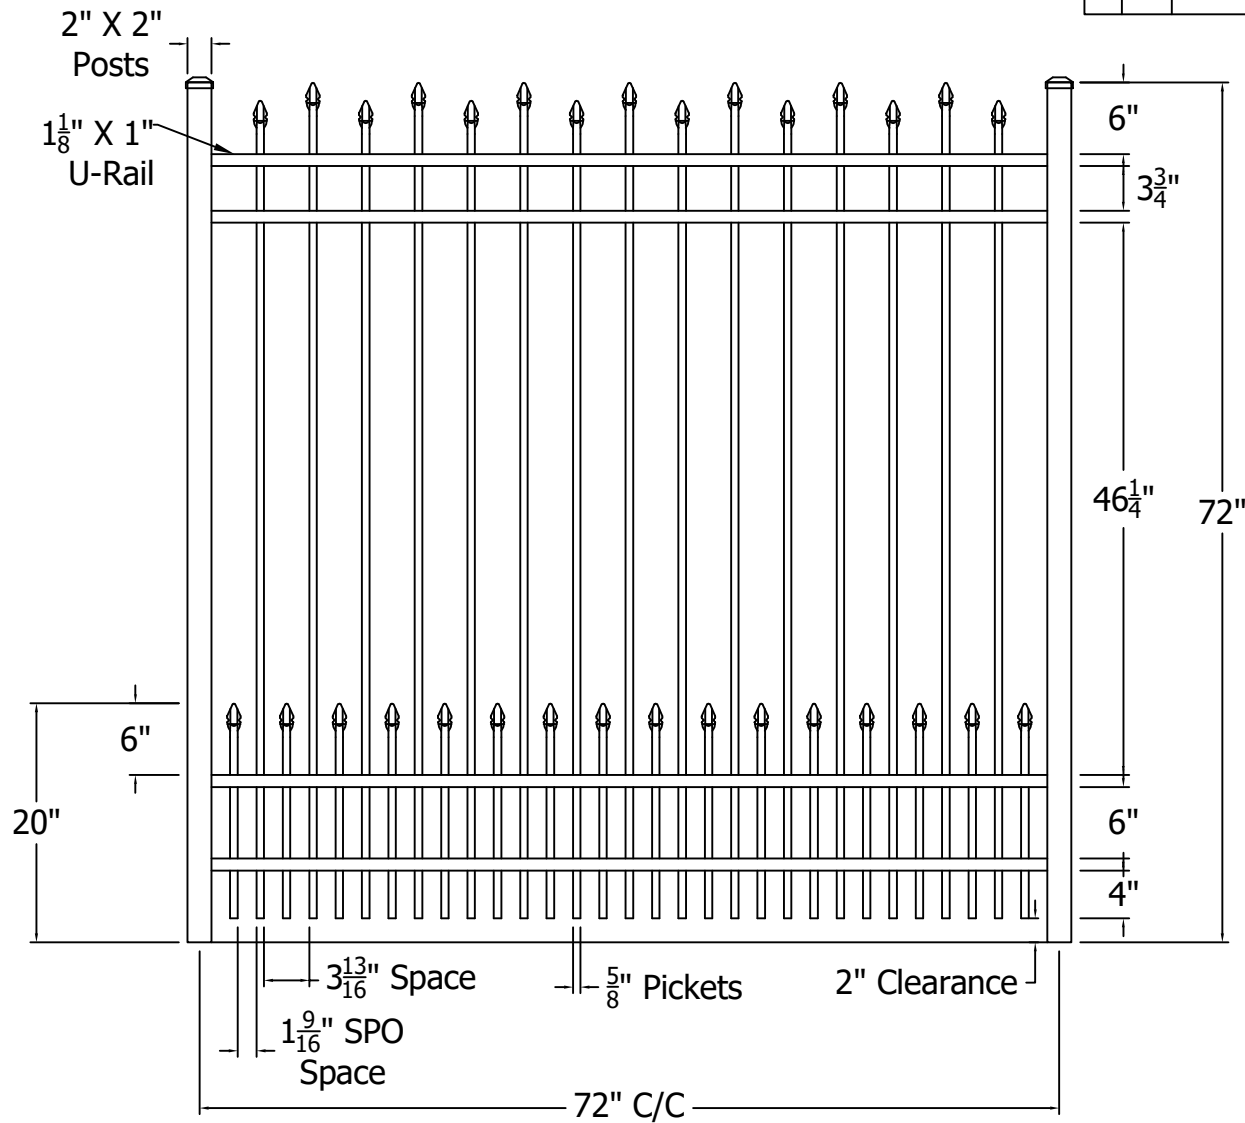 2" X 2"
Posts
1 1/8" X 1"
U-Rail
6"
3 3/4"
46 1/4"
72"
6"
20"
6"
4"
3 13/16" Space
5/8" Pickets
2" Clearance
1 9/16" SPO
Space
72" C/C